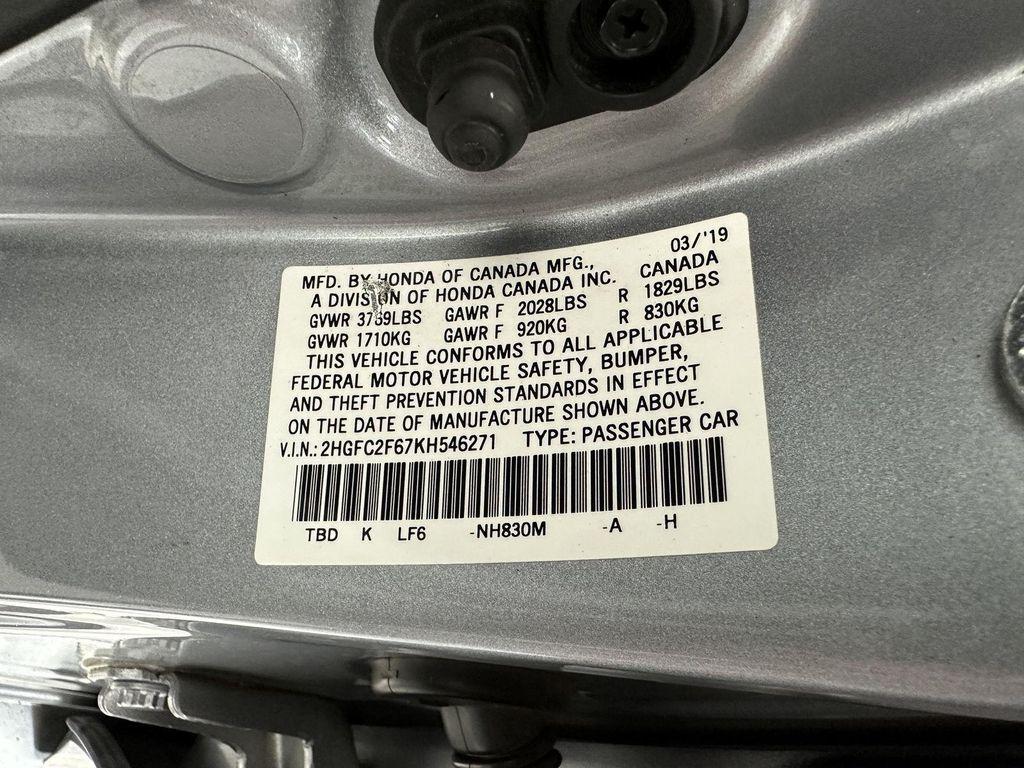 03/'19
MFD. BY HONDA OF CANADA MFG., CANADA
A DIVISION OF HONDA CANADA INC.
GVWR 3769LBS GAWR F 2028LBS R 1829LBS
GVWR 1710KG GAWR F 920KG R 830KG
THIS VEHICLE CONFORMS TO ALL APPLICABLE
FEDERAL MOTOR VEHICLE SAFETY, BUMPER,
AND THEFT PREVENTION STANDARDS IN EFFECT
ON THE DATE OF MANUFACTURE SHOWN ABOVE.
V.I.N.: 2HGFC2F67KH546271 TYPE: PASSENGER CAR
TBD K LF6 -NH830M -A -H